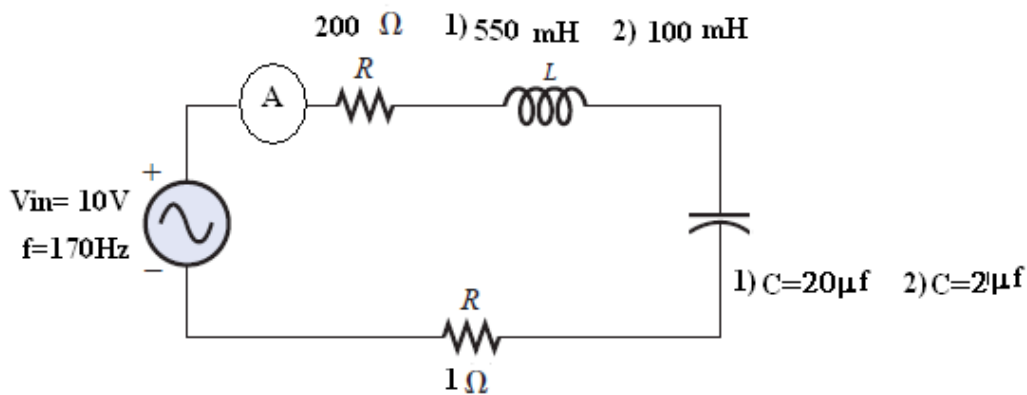 200 Ω 1) 550 mH 2) 100 mH
R L
A
+
Vin= 10V
f=170Hz
−
1) C=20μf 2) C=2μf
R
1 Ω